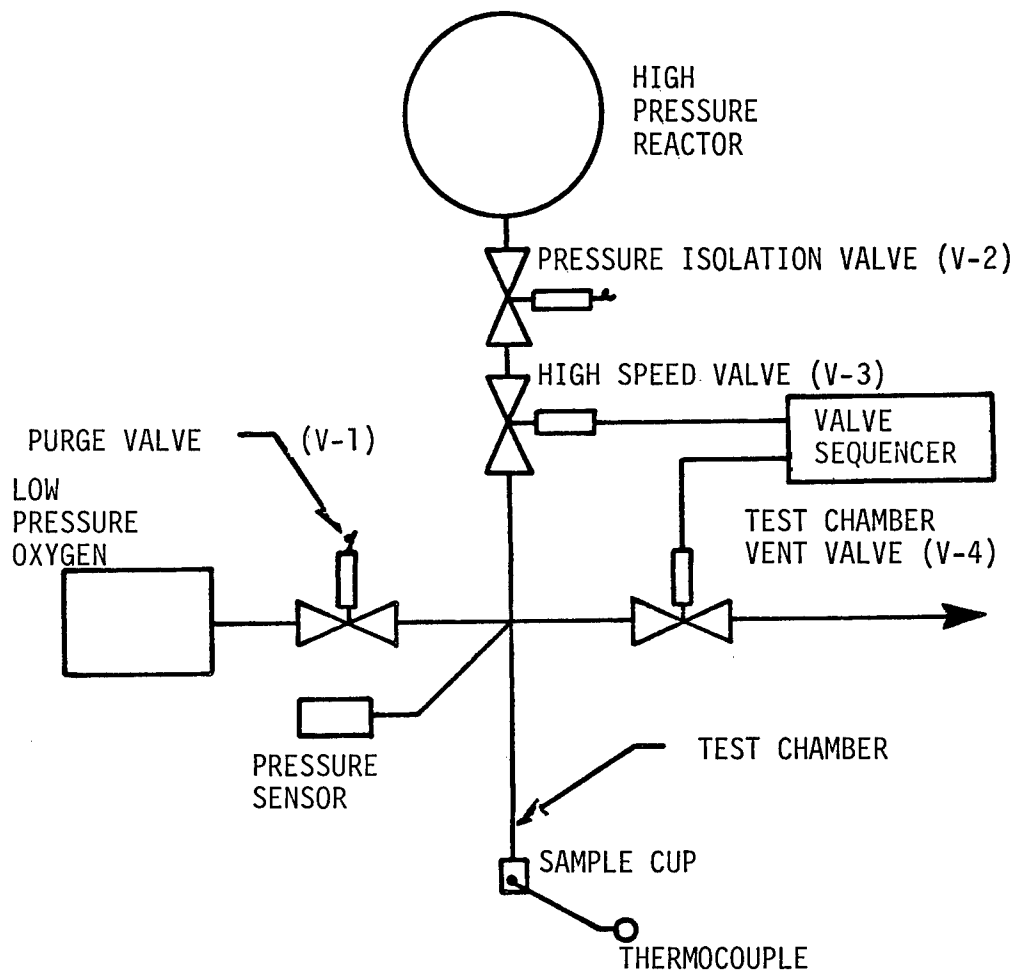 HIGH
PRESSURE
REACTOR
PRESSURE ISOLATION VALVE (V-2)
HIGH SPEED VALVE (V-3)
VALVE
SEQUENCER
PURGE VALVE
(V-1)
LOW
PRESSURE
OXYGEN
TEST CHAMBER
VENT VALVE (V-4)
PRESSURE
SENSOR
TEST CHAMBER
SAMPLE CUP
THERMOCOUPLE